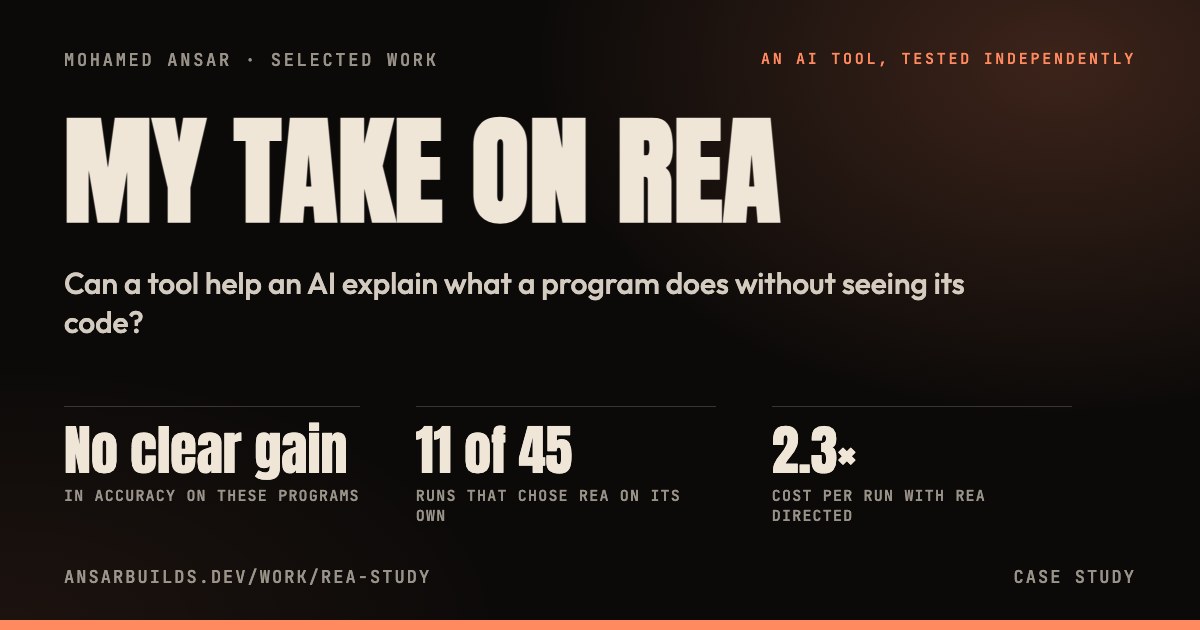 MOHAMED ANSAR · SELECTED WORK
AN AI TOOL, TESTED INDEPENDENTLY
MY TAKE ON REA
Can a tool help an AI explain what a program does without seeing its
code?
No clear gain
IN ACCURACY ON THESE PROGRAMS
11 of 45
RUNS THAT CHOSE REA ON ITS
OWN
2.3×
COST PER RUN WITH REA
DIRECTED
ANSARBUILDS.DEV/WORK/REA-STUDY
CASE STUDY